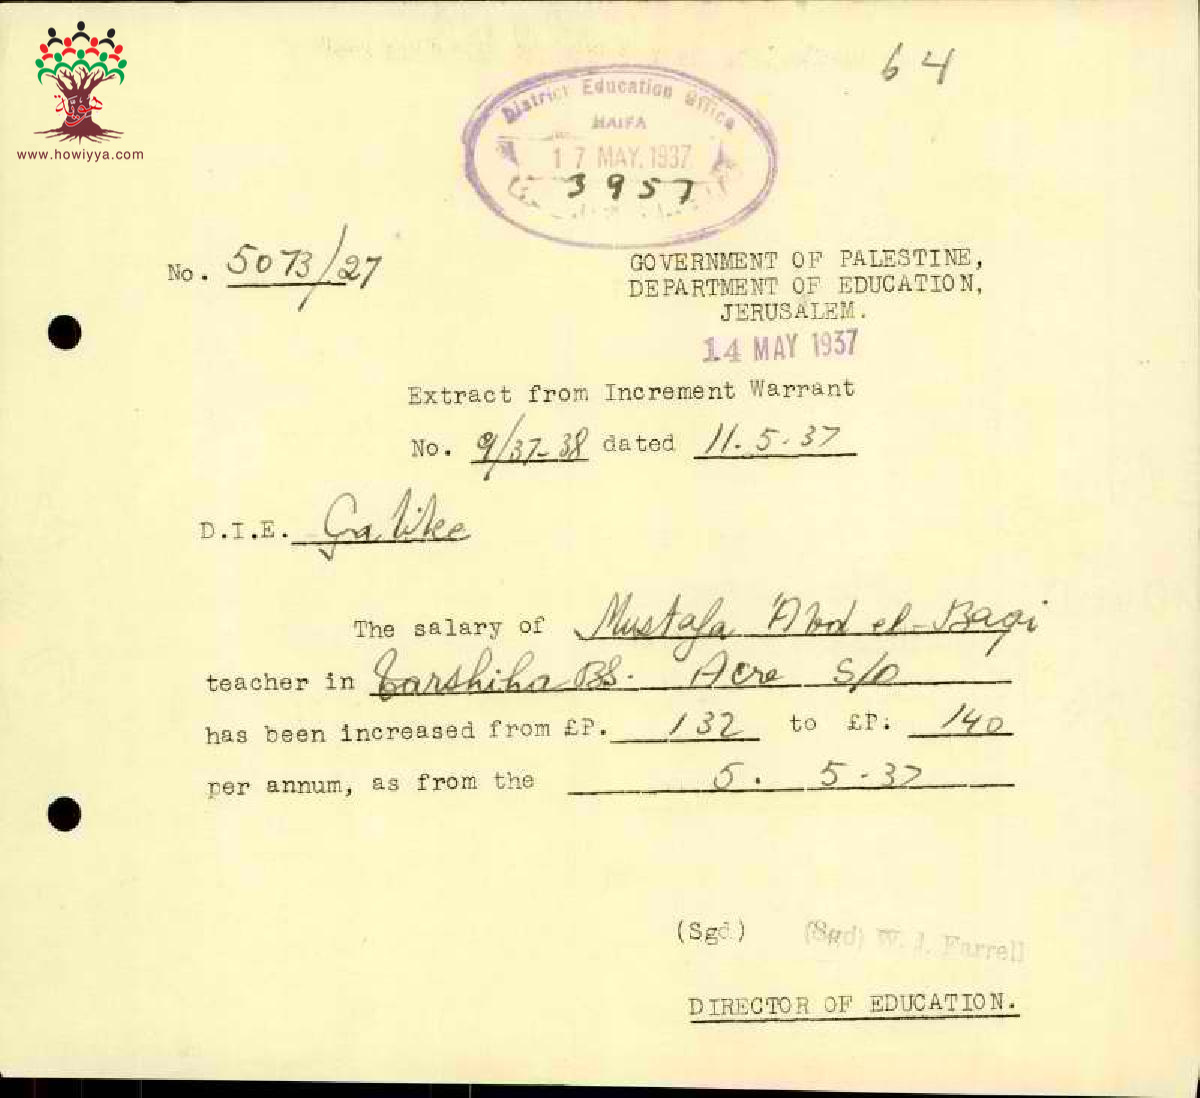 64
هوية
www.howiyya.com
District Education Office
HAIFA
17 MAY. 1937
3957
No. 5073/27
GOVERNMENT OF PALESTINE,
DEPARTMENT OF EDUCATION,
JERUSALEM.
14 MAY 1937
Extract from Increment Warrant
No. 9/37-38 dated 11.5.37
D.I.E. Galilee
The salary of Mustafa 'Abd el-Baqi
teacher in Tarshiha BS. Acre S/D
has been increased from £P. 132 to £P. 140
per annum, as from the 5. 5-37
(Sgd) (Sgd) W. J. Farrell
DIRECTOR OF EDUCATION.